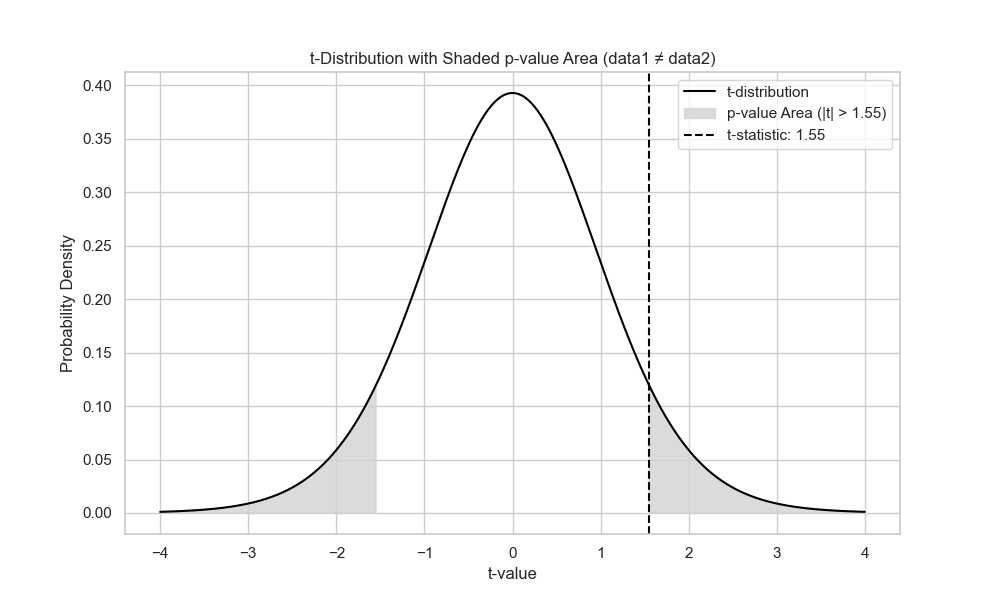 t-Distribution with Shaded p-value Area (data1 ≠ data2)
t-distribution
p-value Area (|t| > 1.55)
t-statistic: 1.55
Probability Density
0.40
0.35
0.30
0.25
0.20
0.15
0.10
0.05
0.00
−4 −3 −2 −1 0 1 2 3 4
t-value